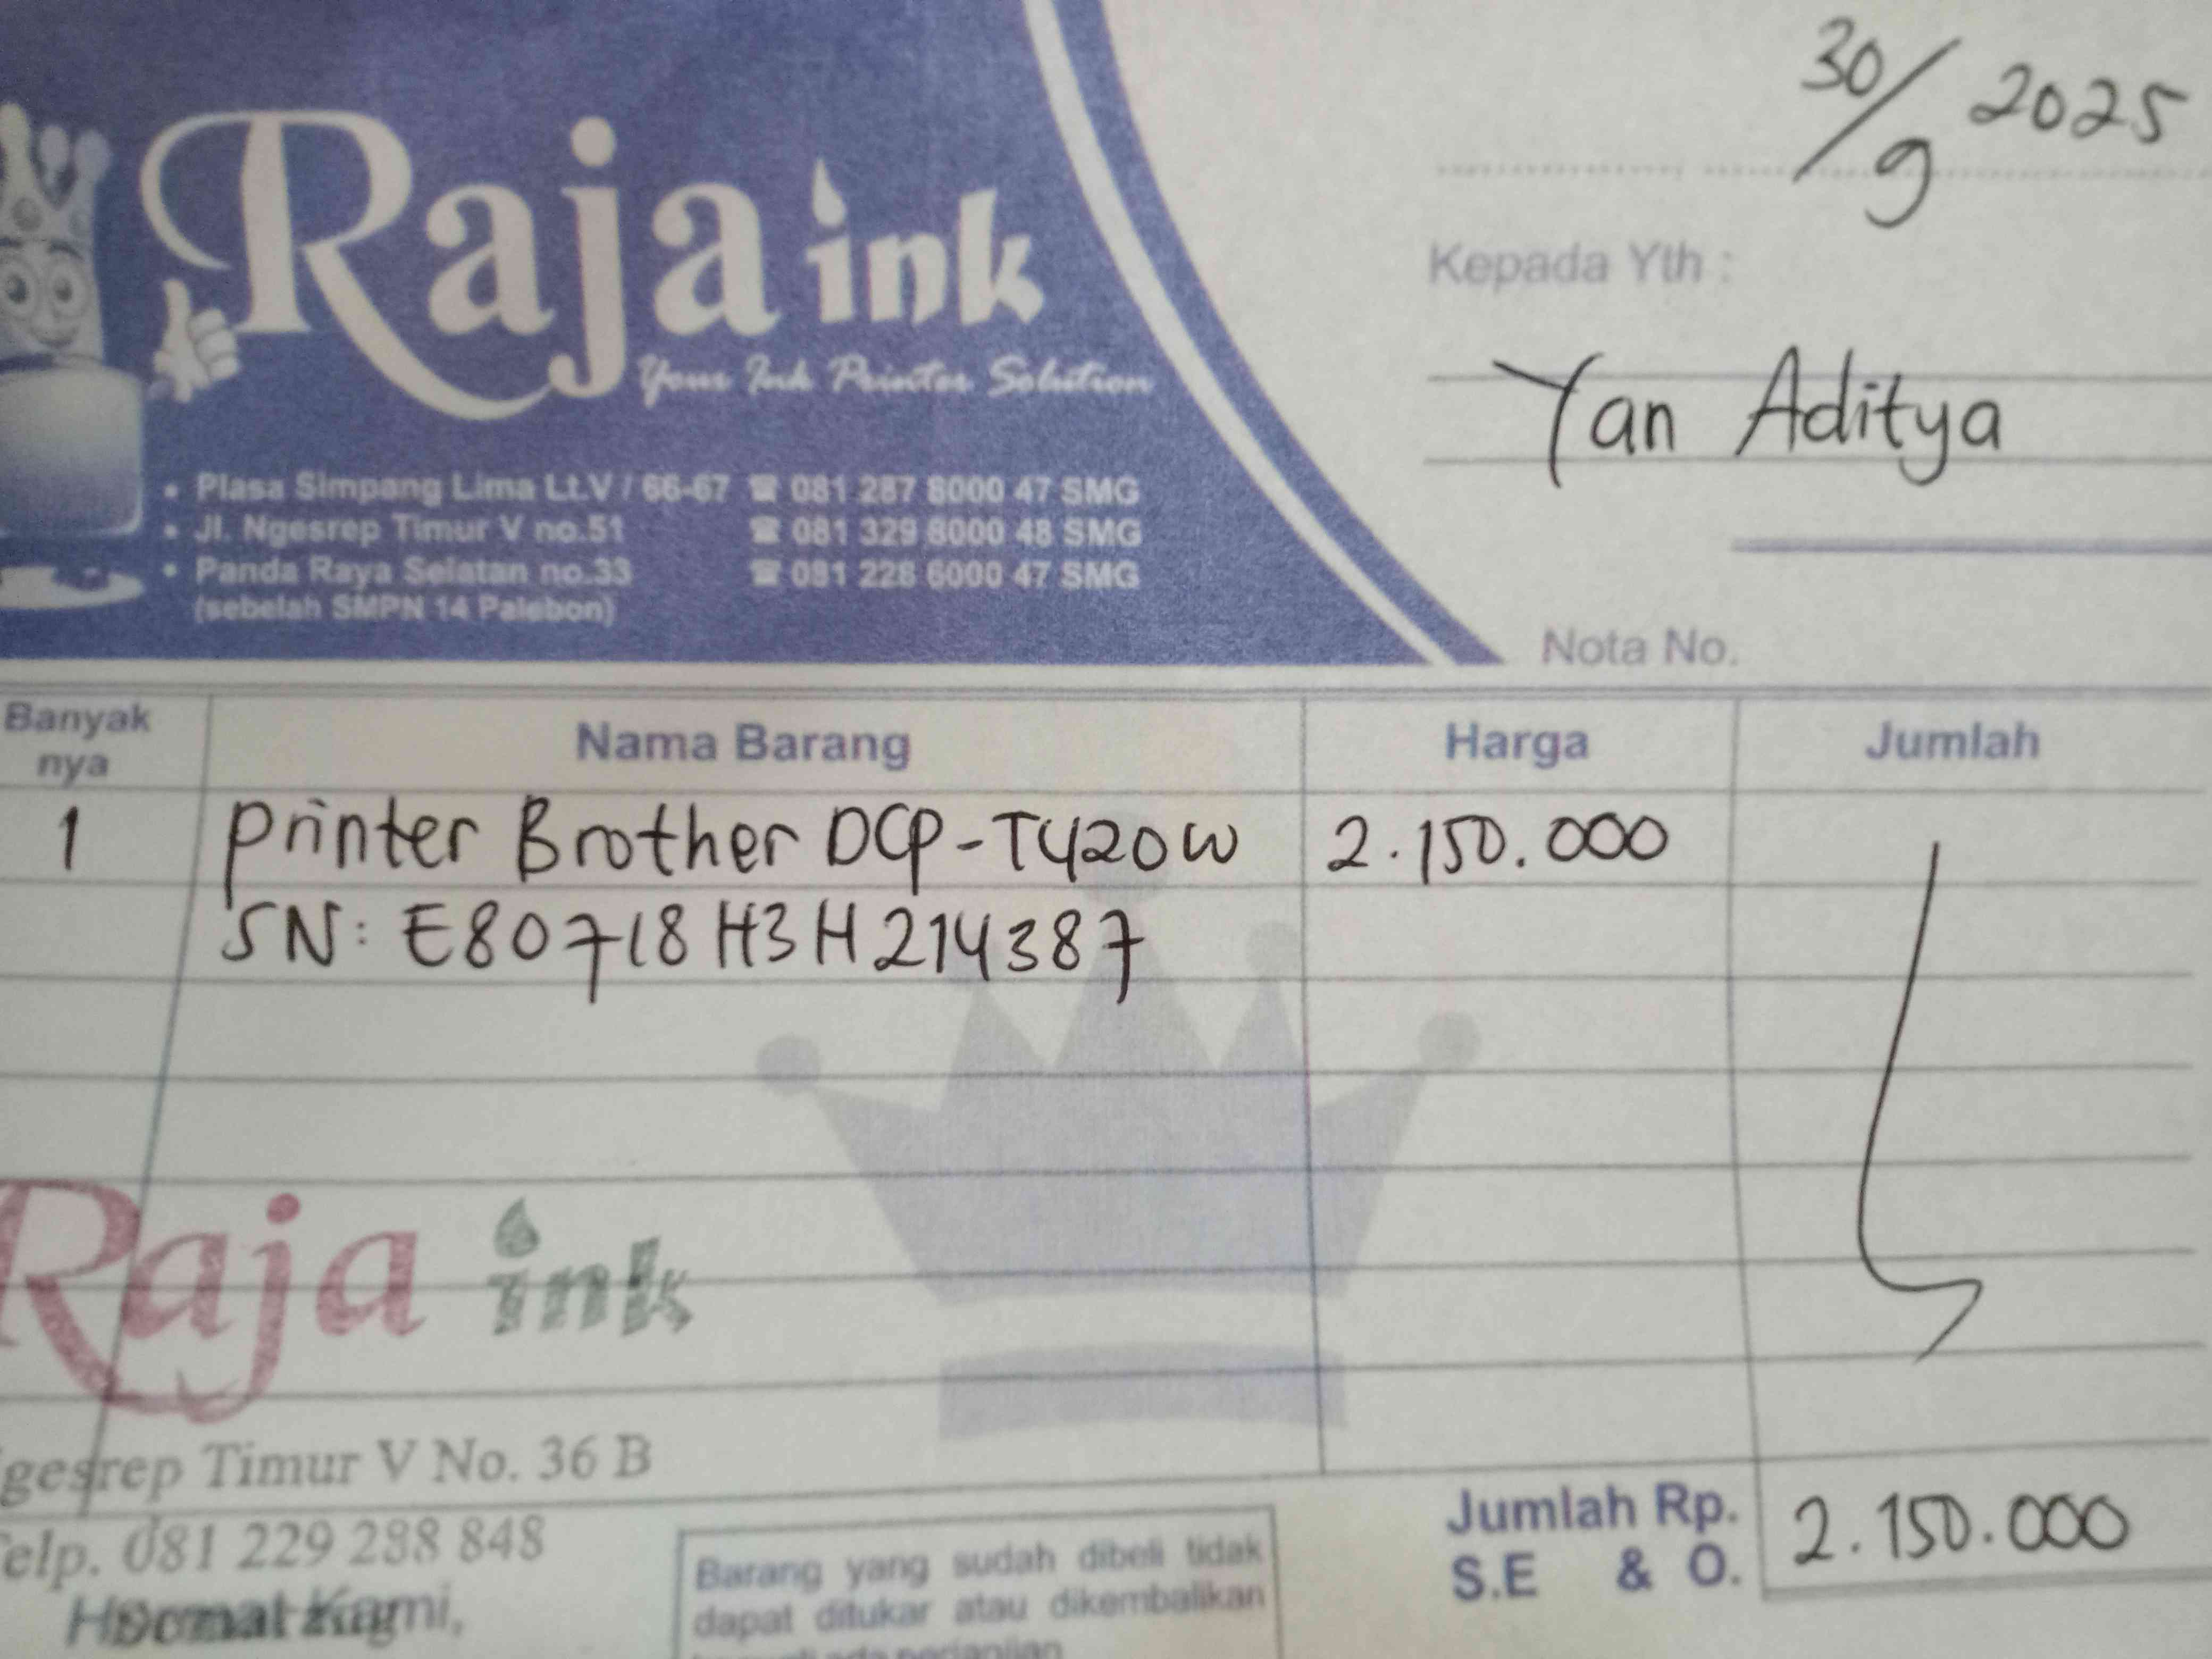 30/9 2025
Raja ink
Your Ink Printer Solution
Kepada Yth :
Yan Aditya
• Plasa Simpang Lima Lt.V / 66-67 ☎ 081 287 8000 47 SMG
• Jl. Ngesrep Timur V no.51 ☎ 081 329 8000 48 SMG
• Panda Raya Selatan no.33 ☎ 081 228 6000 47 SMG
(sebelah SMPN 14 Palebon)
Nota No.
Banyak nya Nama Barang Harga Jumlah
1 Printer Brother DCP-T420W 2.150.000
SN: E80718H3H214387
Raja ink
gesrep Timur V No. 36 B
elp. 081 229 288 848
Hormat Kami,
Barang yang sudah dibeli tidak
dapat ditukar atau dikembalikan
Jumlah Rp. 2.150.000
S.E & O.